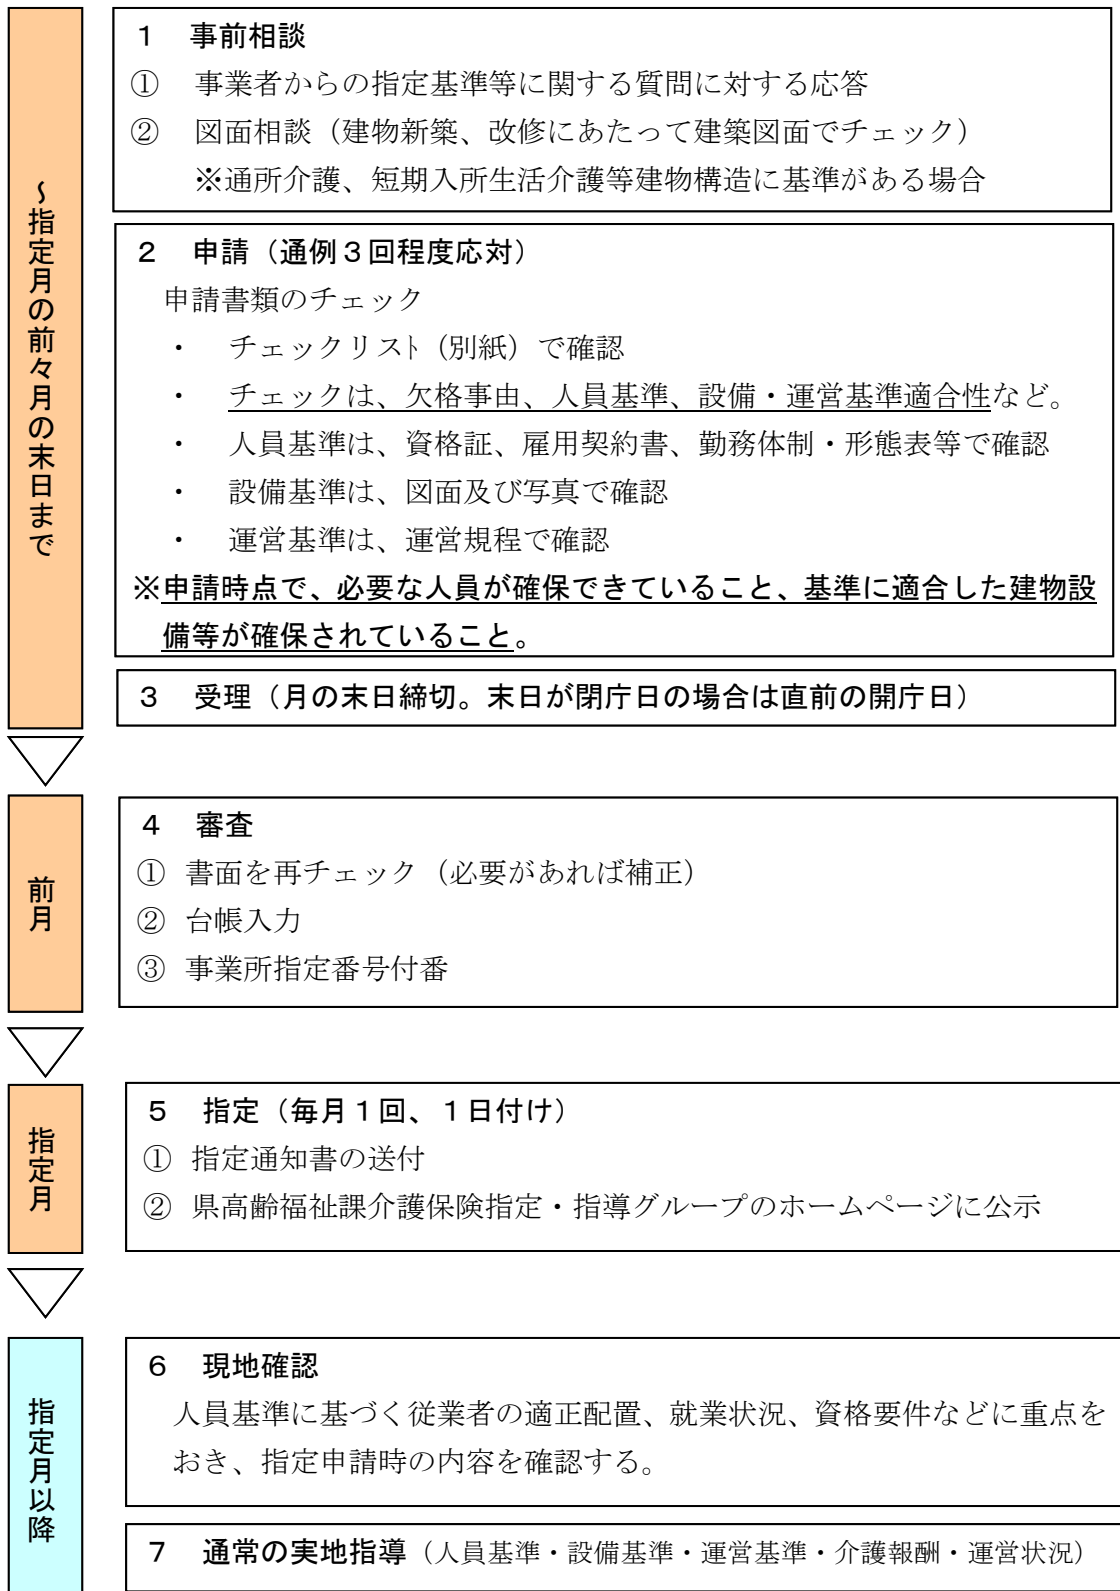 ～指定月の前々月の末日まで
１　事前相談
①　事業者からの指定基準等に関する質問に対する応答
②　図面相談（建物新築、改修にあたって建築図面でチェック）
※通所介護、短期入所生活介護等建物構造に基準がある場合
２　申請（通例３回程度応対）
申請書類のチェック
・　チェックリスト（別紙）で確認
・　チェックは、欠格事由、人員基準、設備・運営基準適合性など。
・　人員基準は、資格証、雇用契約書、勤務体制・形態表等で確認
・　設備基準は、図面及び写真で確認
・　運営基準は、運営規程で確認
※申請時点で、必要な人員が確保できていること、基準に適合した建物設
備等が確保されていること。
３　受理（月の末日締切。末日が閉庁日の場合は直前の開庁日）
前月
４　審査
①　書面を再チェック（必要があれば補正）
②　台帳入力
③　事業所指定番号付番
指定月
５　指定（毎月１回、１日付け）
①　指定通知書の送付
②　県高齢福祉課介護保険指定・指導グループのホームページに公示
指定月以降
６　現地確認
人員基準に基づく従業者の適正配置、就業状況、資格要件などに重点を
おき、指定申請時の内容を確認する。
７　通常の実地指導（人員基準・設備基準・運営基準・介護報酬・運営状況）